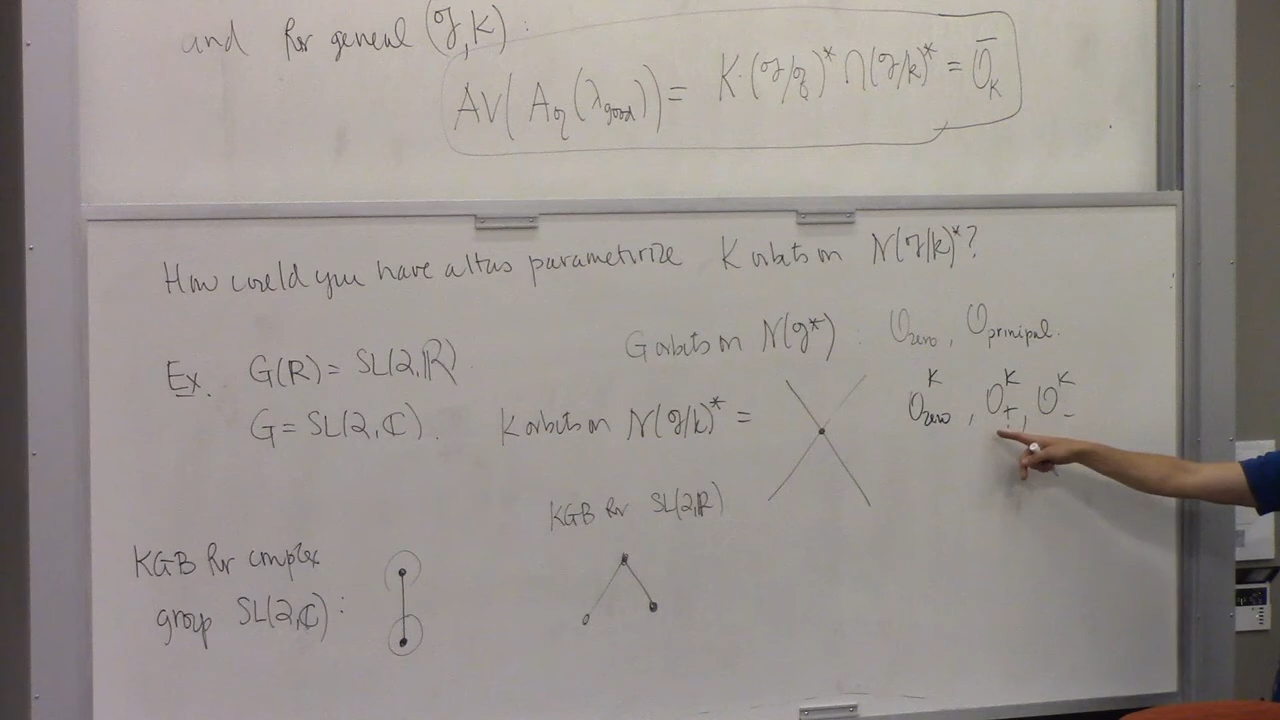 and for general (𝔤,K) :
AV(A_𝔮(λ_good)) = K·(𝔤/𝔮)* ∩ (𝔤/k)* = Ō_K
How could you have atlas parametrize K orbits on N(𝔤/k)*?
G orbits on N(𝔤*) : O_zero, O_principal.
Ex. G(R) = SL(2,R)
G = SL(2,C).
K orbits on N(𝔤/k)* =
O^K_zero , O^K_+, O^K_-
KGB for SL(2,R)
KGB for complex
group SL(2,C) :